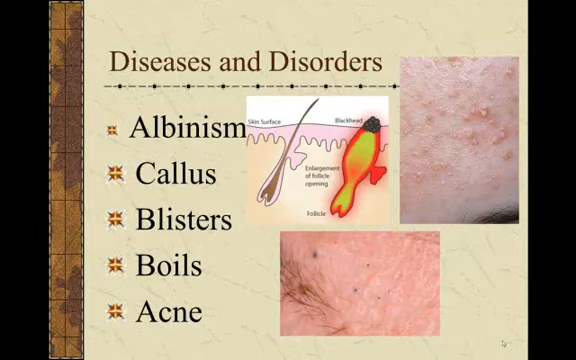 Diseases and Disorders
Albinism
Callus
Blisters
Boils
Acne
Skin Surface
Blackhead
Enlargement
of follicle
opening
Follicle